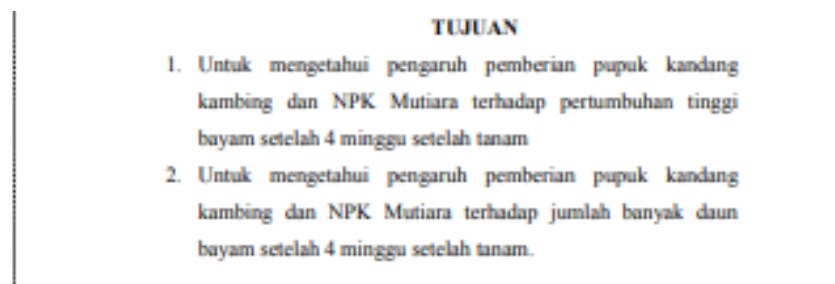 TUJUAN
1. Untuk mengetahui pengaruh pemberian pupuk kandang
kambing dan NPK Mutiara terhadap pertumbuhan tinggi
bayam setelah 4 minggu setelah tanam
2. Untuk mengetahui pengaruh pemberian pupuk kandang
kambing dan NPK Mutiara terhadap jumlah banyak daun
bayam setelah 4 minggu setelah tanam.